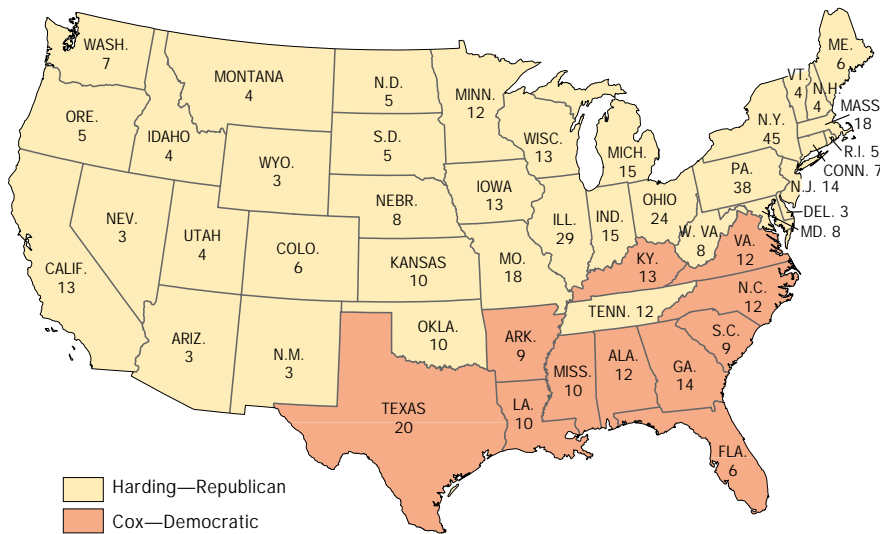 WASH.
7
ORE.
5
CALIF.
13
NEV.
3
IDAHO
4
MONTANA
4
WYO.
3
UTAH
4
ARIZ.
3
COLO.
6
N.M.
3
N.D.
5
S.D.
5
NEBR.
8
KANSAS
10
OKLA.
10
TEXAS
20
MINN.
12
IOWA
13
MO.
18
ARK.
9
LA.
10
WISC.
13
ILL.
29
MICH.
15
IND.
15
OHIO
24
KY.
13
TENN. 12
MISS.
10
ALA.
12
GA.
14
FLA.
6
S.C.
9
N.C.
12
VA.
12
W. VA.
8
PA.
38
N.Y.
45
VT.
4
N.H.
4
ME.
6
MASS.
18
R.I. 5
CONN. 7
N.J. 14
DEL. 3
MD. 8
Harding—Republican
Cox—Democratic